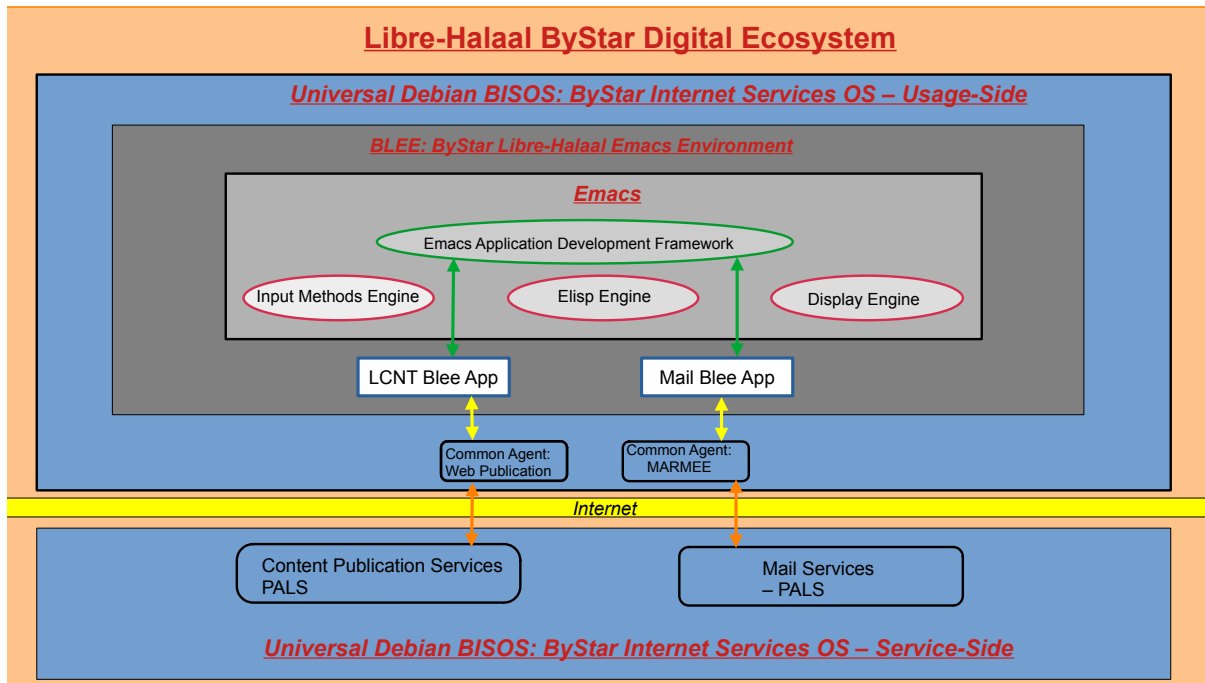 Libre-Halaal ByStar Digital Ecosystem
Universal Debian BISOS: ByStar Internet Services OS – Usage-Side
BLEE: ByStar Libre-Halaal Emacs Environment
Emacs
Emacs Application Development Framework
Input Methods Engine
Elisp Engine
Display Engine
LCNT Blee App
Mail Blee App
Common Agent:
Web Publication
Common Agent:
MARMEE
Internet
Content Publication Services
PALS
Mail Services
– PALS
Universal Debian BISOS: ByStar Internet Services OS – Service-Side